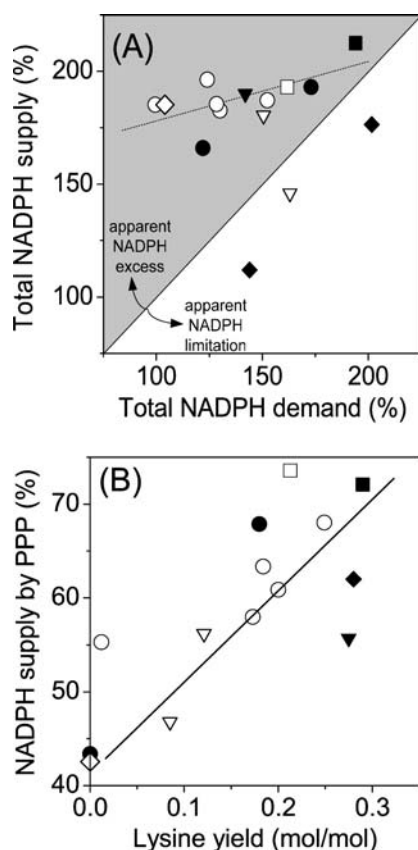 (A)
Total NADPH supply (%)
200
150
100
apparent
NADPH
excess
apparent
NADPH
limitation
100
150
200
Total NADPH demand (%)
(B)
NADPH supply by PPP (%)
70
60
50
40
0.0
0.1
0.2
0.3
Lysine yield (mol/mol)